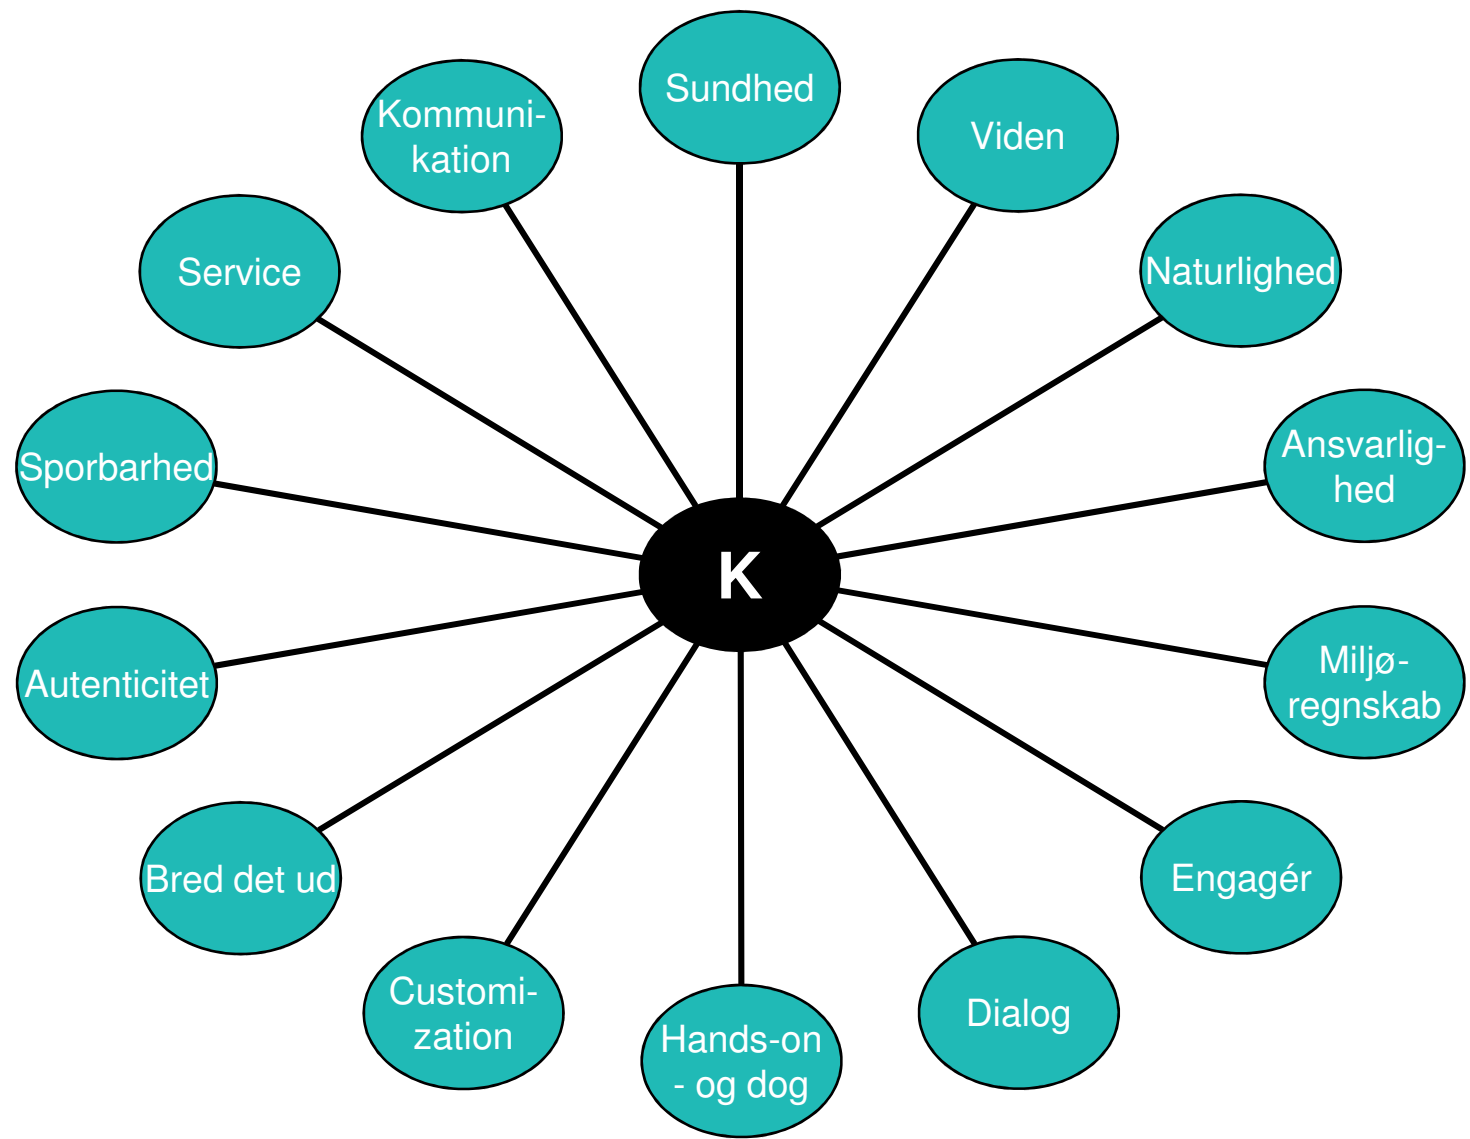 Sundhed
Viden
Naturlighed
Ansvarlig-
hed
Miljø-
regnskab
Engagér
Dialog
Hands-on
- og dog
Customi-
zation
Bred det ud
Autenticitet
Sporbarhed
Service
Kommuni-
kation
K